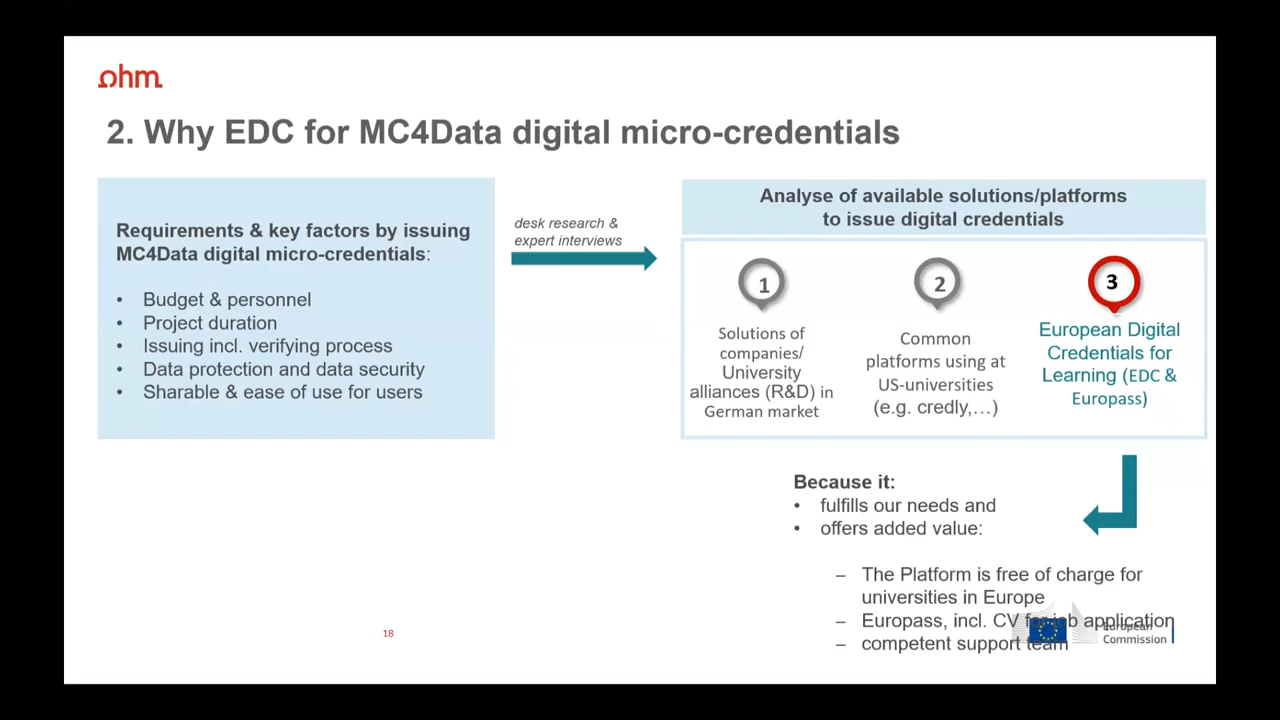 ohm
2. Why EDC for MC4Data digital micro-credentials
Requirements & key factors by issuing
MC4Data digital micro-credentials:
• Budget & personnel
• Project duration
• Issuing incl. verifying process
• Data protection and data security
• Sharable & ease of use for users
desk research &
expert interviews
Analyse of available solutions/platforms
to issue digital credentials
1
Solutions of
companies/
University
alliances (R&D) in
German market
2
Common
platforms using at
US-universities
(e.g. credly,…)
3
European Digital
Credentials for
Learning (EDC &
Europass)
Because it:
• fulfills our needs and
• offers added value:
– The Platform is free of charge for
universities in Europe
– Europass, incl. CV for job application
– competent support team
18
European
Commission